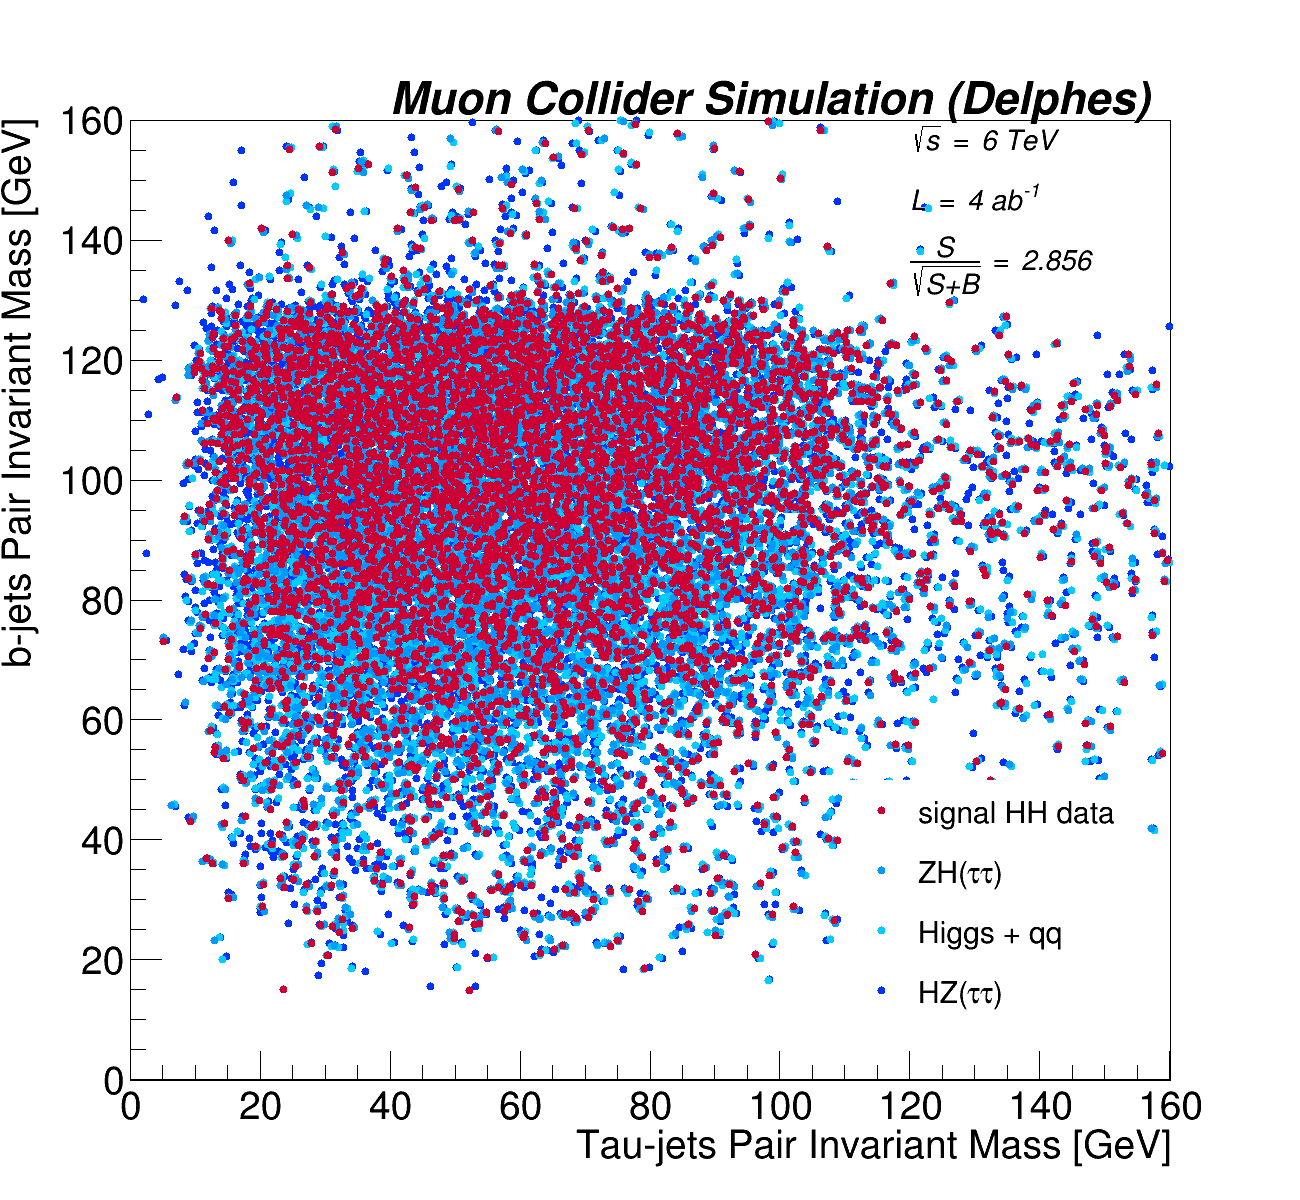 Muon Collider Simulation (Delphes)
√s = 6 TeV
L = 4 ab⁻¹
S
√S+B = 2.856
b-jets Pair Invariant Mass [GeV]
160
140
120
100
80
60
40
20
0
signal HH data
ZH(ττ)
Higgs + qq
HZ(ττ)
0 20 40 60 80 100 120 140 160
Tau-jets Pair Invariant Mass [GeV]